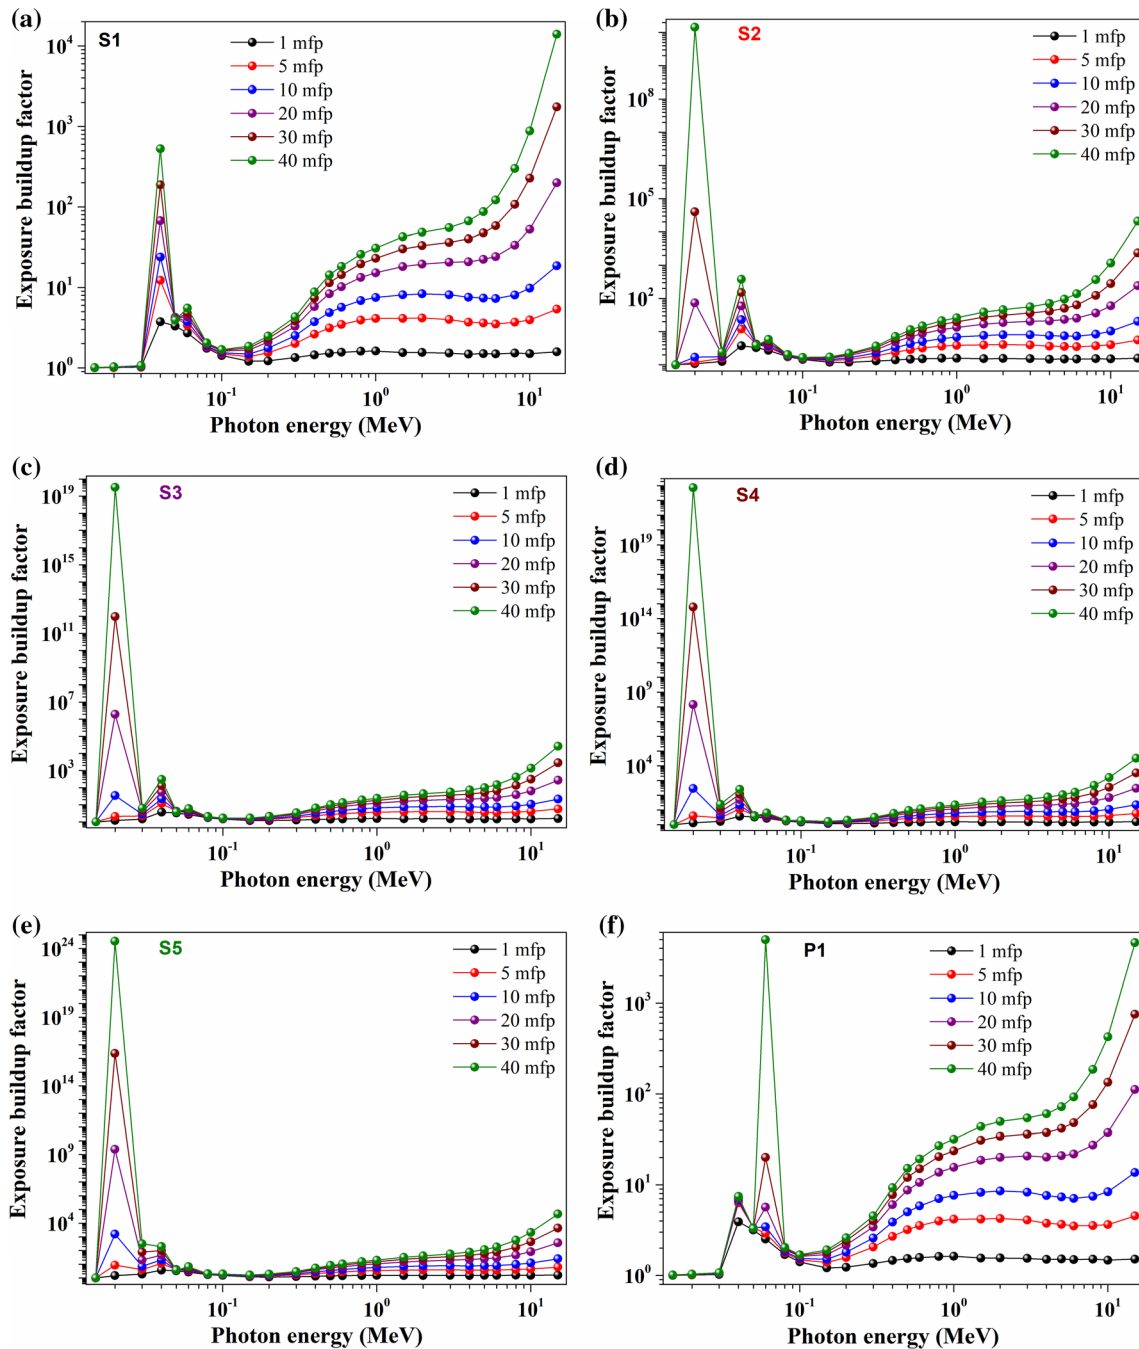 (a)
S1
1 mfp
5 mfp
10 mfp
20 mfp
30 mfp
40 mfp
Exposure buildup factor
10^4
10^3
10^2
10^1
10^0
10^-1
10^0
10^1
Photon energy (MeV)
(b)
S2
1 mfp
5 mfp
10 mfp
20 mfp
30 mfp
40 mfp
Exposure buildup factor
10^8
10^5
10^2
10^-1
10^0
10^1
Photon energy (MeV)
(c)
S3
1 mfp
5 mfp
10 mfp
20 mfp
30 mfp
40 mfp
Exposure buildup factor
10^19
10^15
10^11
10^7
10^3
10^-1
10^0
10^1
Photon energy (MeV)
(d)
S4
1 mfp
5 mfp
10 mfp
20 mfp
30 mfp
40 mfp
Exposure buildup factor
10^19
10^14
10^9
10^4
10^-1
10^0
10^1
Photon energy (MeV)
(e)
S5
1 mfp
5 mfp
10 mfp
20 mfp
30 mfp
40 mfp
Exposure buildup factor
10^24
10^19
10^14
10^9
10^4
10^-1
10^0
10^1
Photon energy (MeV)
(f)
P1
1 mfp
5 mfp
10 mfp
20 mfp
30 mfp
40 mfp
Exposure buildup factor
10^3
10^2
10^1
10^0
10^-1
10^0
10^1
Photon energy (MeV)